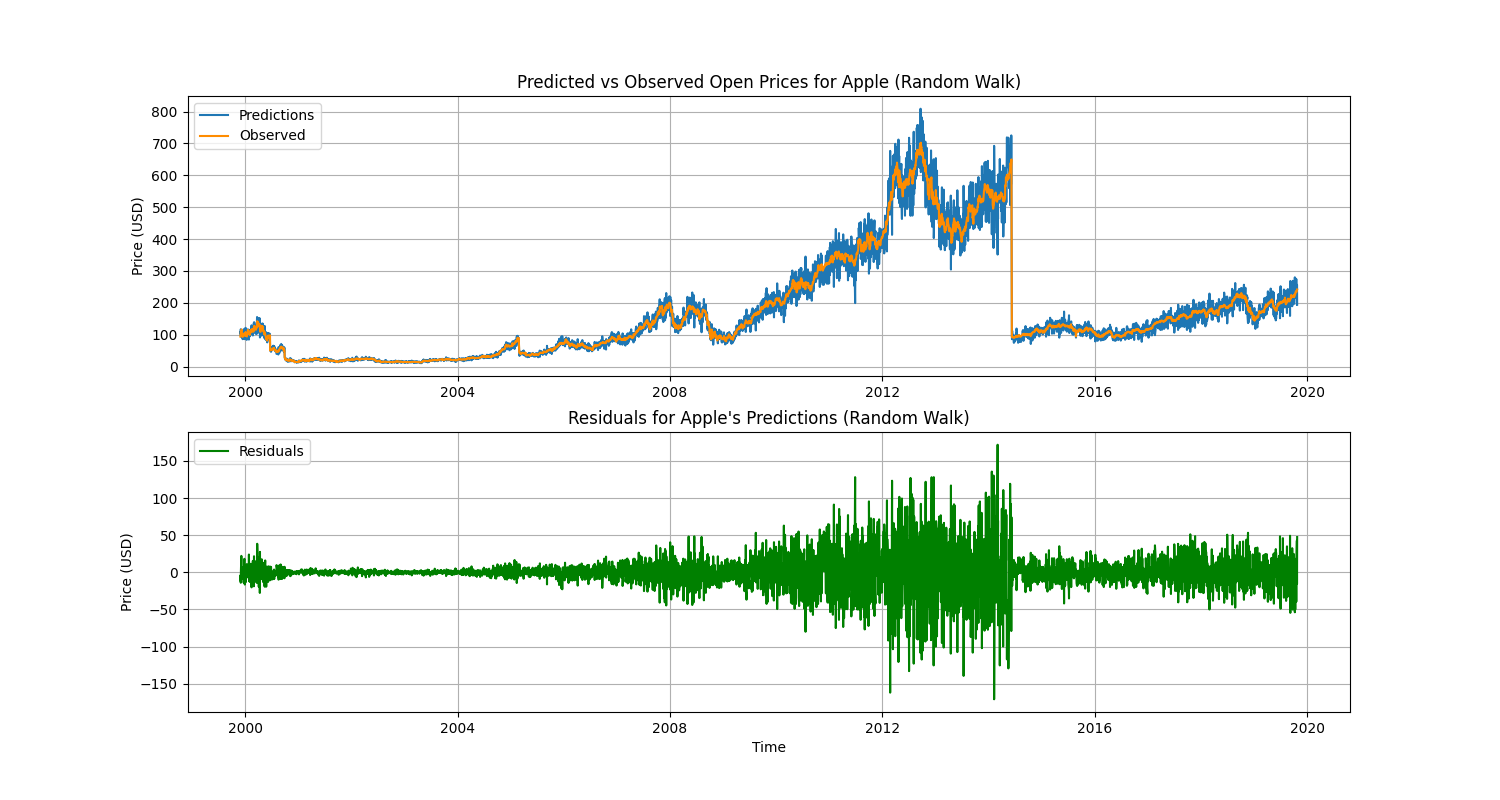 Predicted vs Observed Open Prices for Apple (Random Walk)
Predictions
Observed
Price (USD)
800
700
600
500
400
300
200
100
0
2000 2004 2008 2012 2016 2020
Residuals for Apple's Predictions (Random Walk)
Residuals
Price (USD)
150
100
50
0
−50
−100
−150
2000 2004 2008 2012 2016 2020
Time